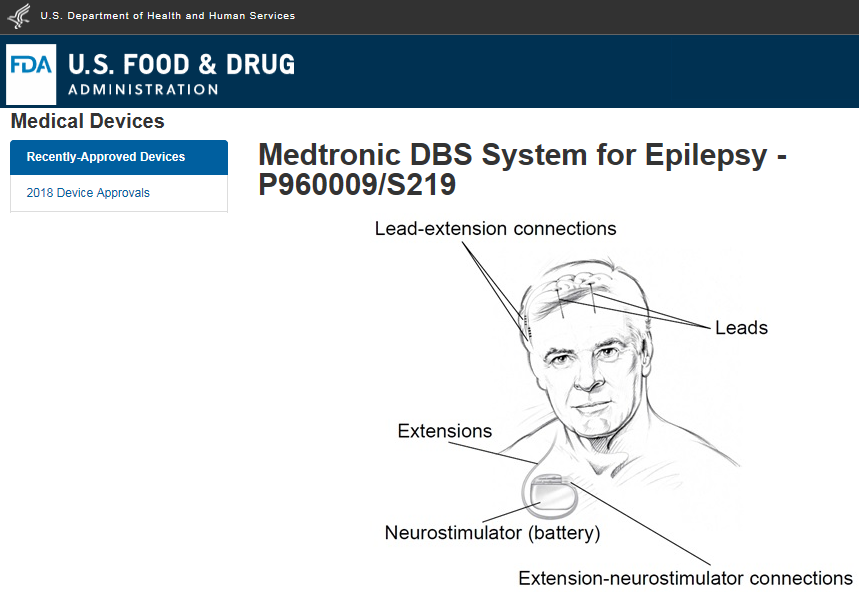 U.S. Department of Health and Human Services
FDA
U.S. FOOD & DRUG
ADMINISTRATION
Medical Devices
Recently-Approved Devices
2018 Device Approvals
Medtronic DBS System for Epilepsy -
P960009/S219
Lead-extension connections
Leads
Extensions
Neurostimulator (battery)
Extension-neurostimulator connections